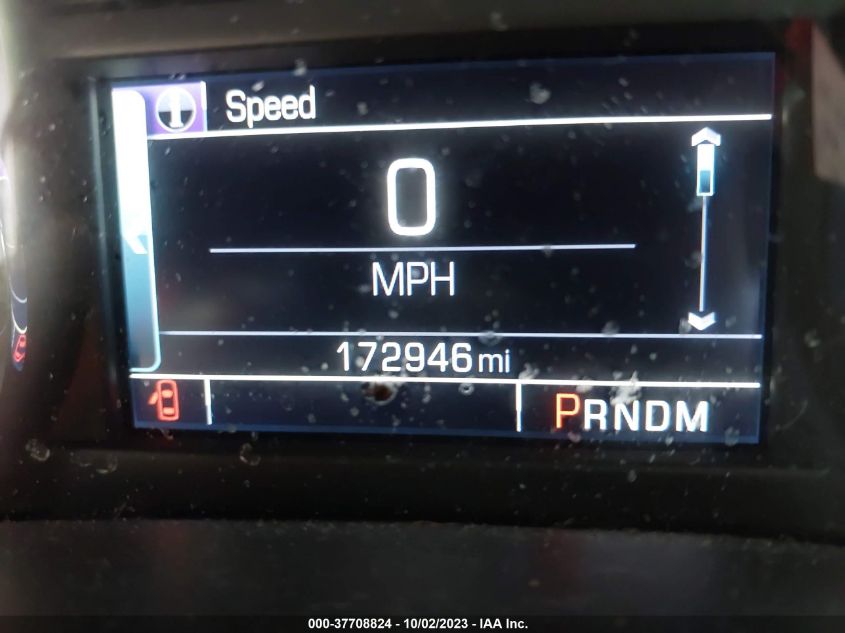 Speed
0
MPH
172946 mi
PRNDM
000-37708824 - 10/02/2023 - IAA Inc.